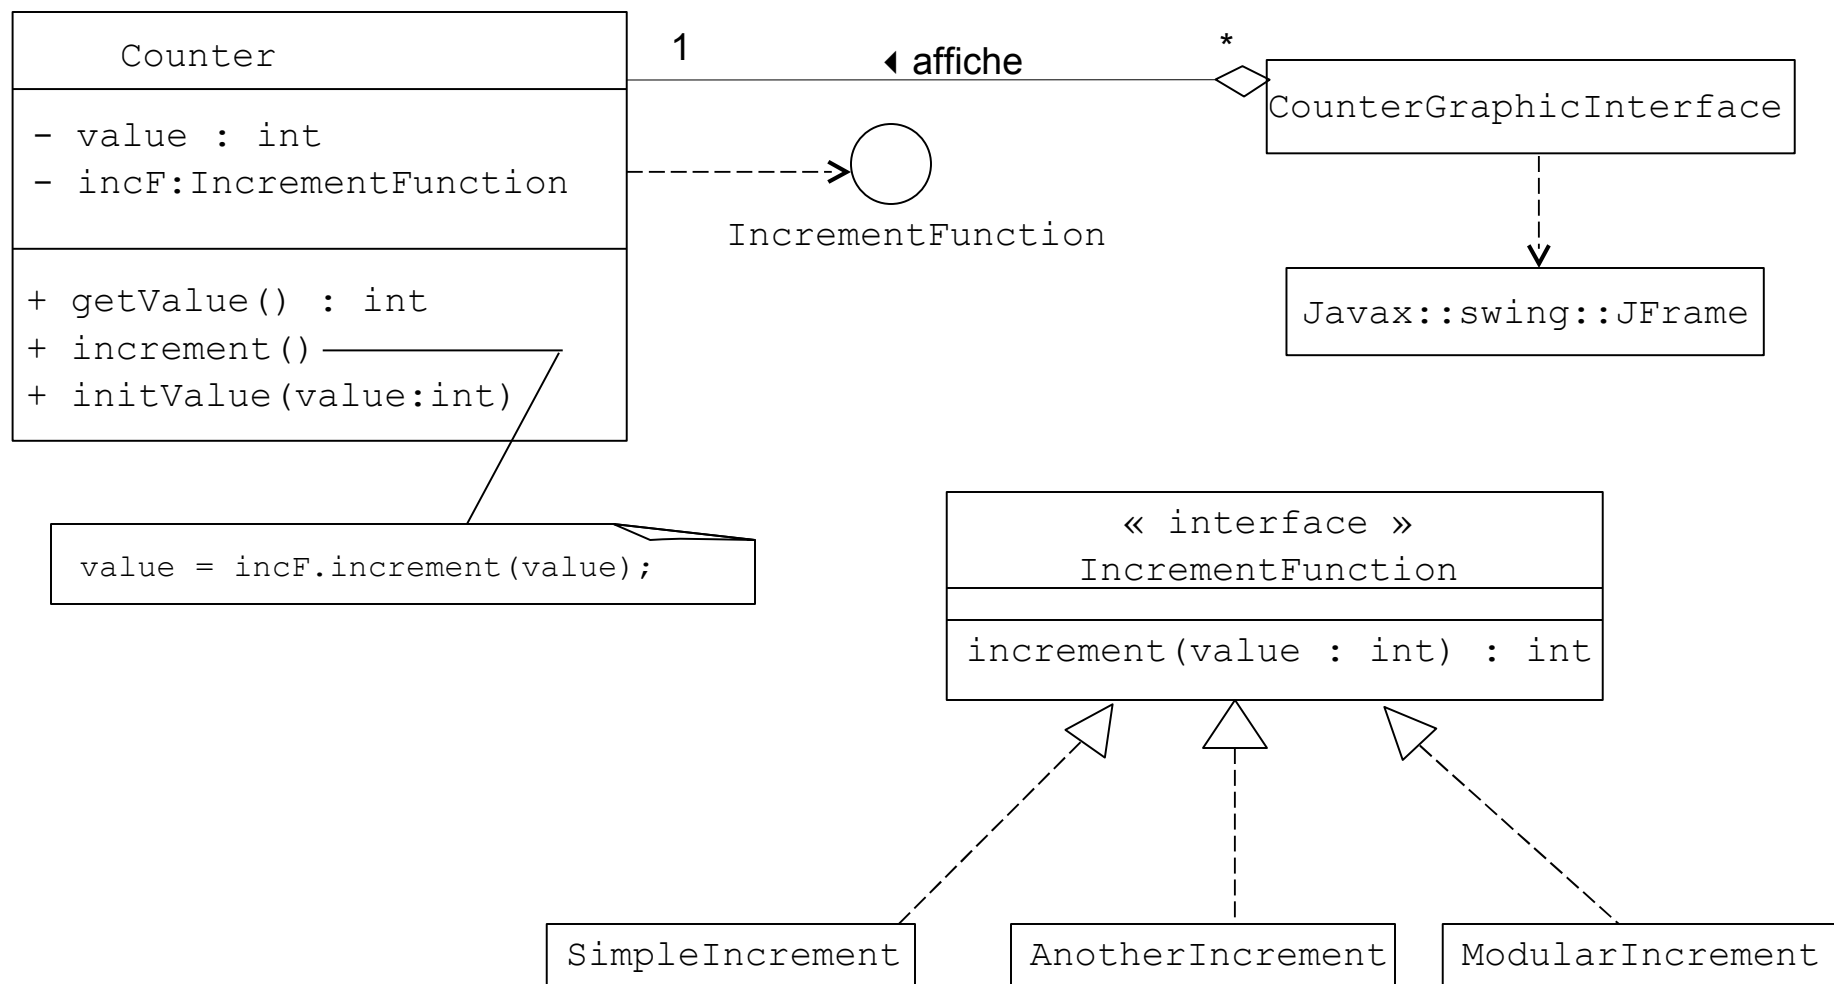 Counter
- value : int
- incF:IncrementFunction
+ getValue() : int
+ increment()
+ initValue(value:int)
value = incF.increment(value);
1
affiche
*
CounterGraphicInterface
IncrementFunction
Javax::swing::JFrame
« interface »
IncrementFunction
increment(value : int) : int
SimpleIncrement
AnotherIncrement
ModularIncrement